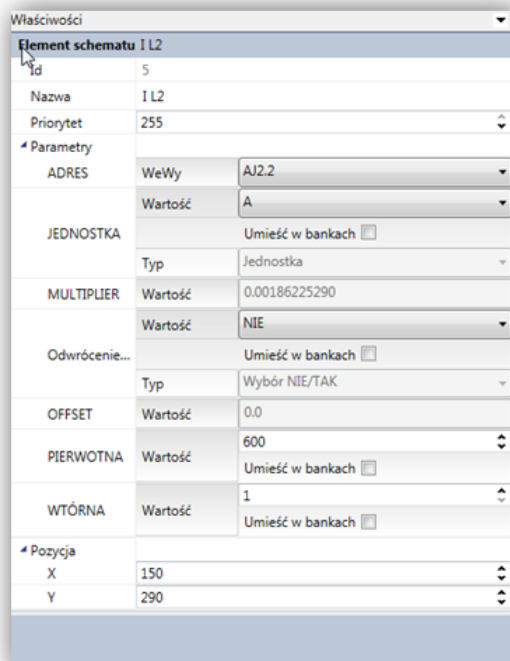 Właściwości
Element schematu I L2
Id 5
Nazwa I L2
Priorytet 255
Parametry
ADRES WeWy AJ2.2
JEDNOSTKA Wartość A
Umieść w bankach
Typ Jednostka
MULTIPLIER Wartość 0.00186225290
Odwrócenie... Wartość NIE
Umieść w bankach
Typ Wybór NIE/TAK
OFFSET Wartość 0.0
PIERWOTNA Wartość 600
Umieść w bankach
WTÓRNA Wartość 1
Umieść w bankach
Pozycja
X 150
Y 290